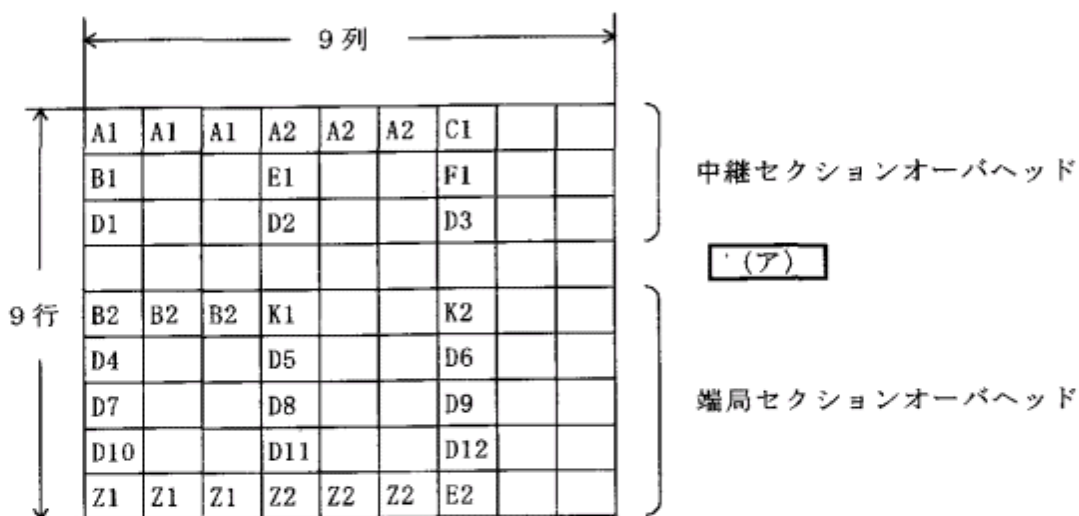 9列
A1 A1 A1 A2 A2 A2 C1
B1 E1 F1
中継セクションオーバヘッド
D1 D2 D3
(ア)
9行
B2 B2 B2 K1 K2
D4 D5 D6
D7 D8 D9
端局セクションオーバヘッド
D10 D11 D12
Z1 Z1 Z1 Z2 Z2 Z2 E2